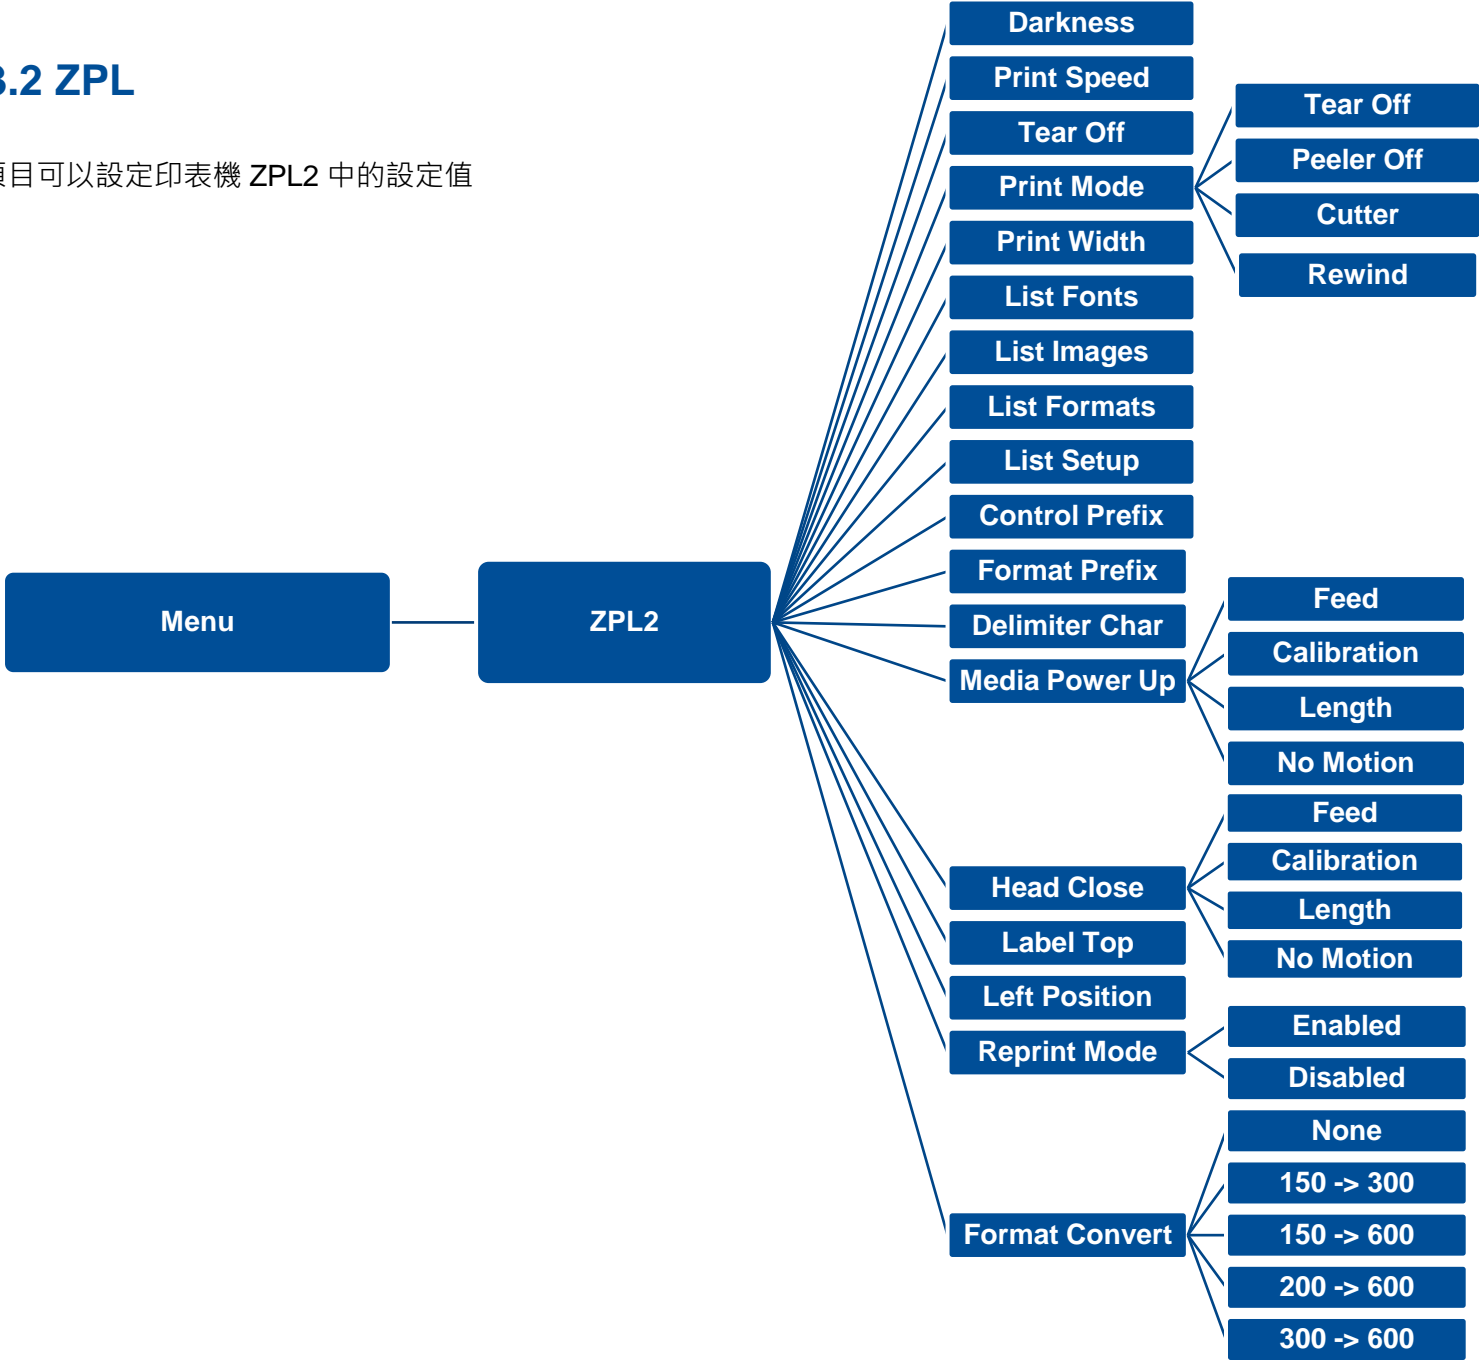 3.2 ZPL
項目可以設定印表機 ZPL2 中的設定值
Menu
ZPL2
Darkness
Print Speed
Tear Off
Print Mode
Tear Off
Peeler Off
Cutter
Rewind
Print Width
List Fonts
List Images
List Formats
List Setup
Control Prefix
Format Prefix
Delimiter Char
Media Power Up
Feed
Calibration
Length
No Motion
Head Close
Feed
Calibration
Length
No Motion
Label Top
Left Position
Reprint Mode
Enabled
Disabled
Format Convert
None
150 -> 300
150 -> 600
200 -> 600
300 -> 600